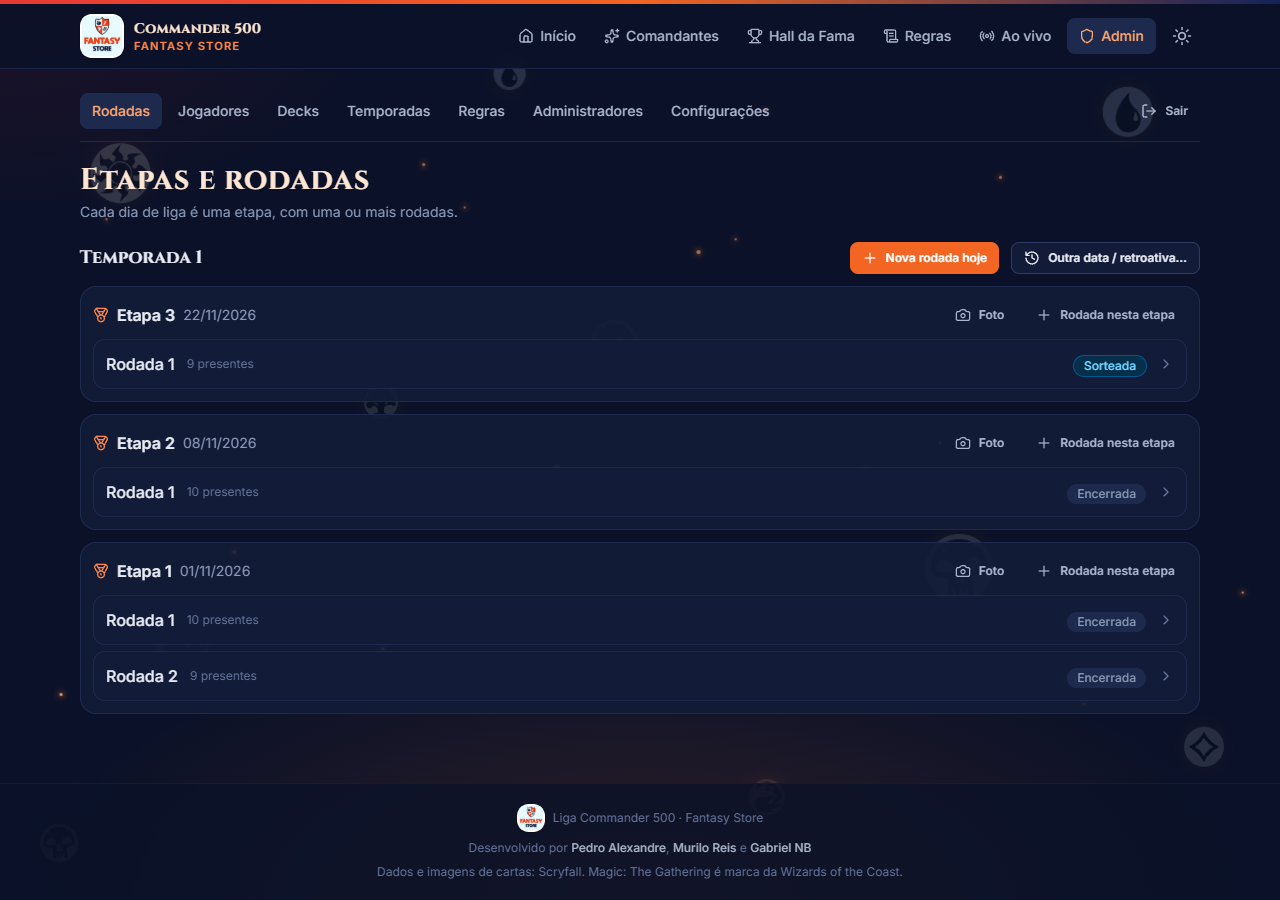 FANTASY STORE
Commander 500
FANTASY STORE
Início Comandantes Hall da Fama Regras Ao vivo Admin
Rodadas Jogadores Decks Temporadas Regras Administradores Configurações Sair
Etapas e rodadas
Cada dia de liga é uma etapa, com uma ou mais rodadas.
Temporada 1 Nova rodada hoje Outra data / retroativa...
Etapa 3 22/11/2026 Foto Rodada nesta etapa
Rodada 1 9 presentes Sorteada
Etapa 2 08/11/2026 Foto Rodada nesta etapa
Rodada 1 10 presentes Encerrada
Etapa 1 01/11/2026 Foto Rodada nesta etapa
Rodada 1 10 presentes Encerrada
Rodada 2 9 presentes Encerrada
FANTASY STORE Liga Commander 500 · Fantasy Store
Desenvolvido por Pedro Alexandre, Murilo Reis e Gabriel NB
Dados e imagens de cartas: Scryfall. Magic: The Gathering é marca da Wizards of the Coast.